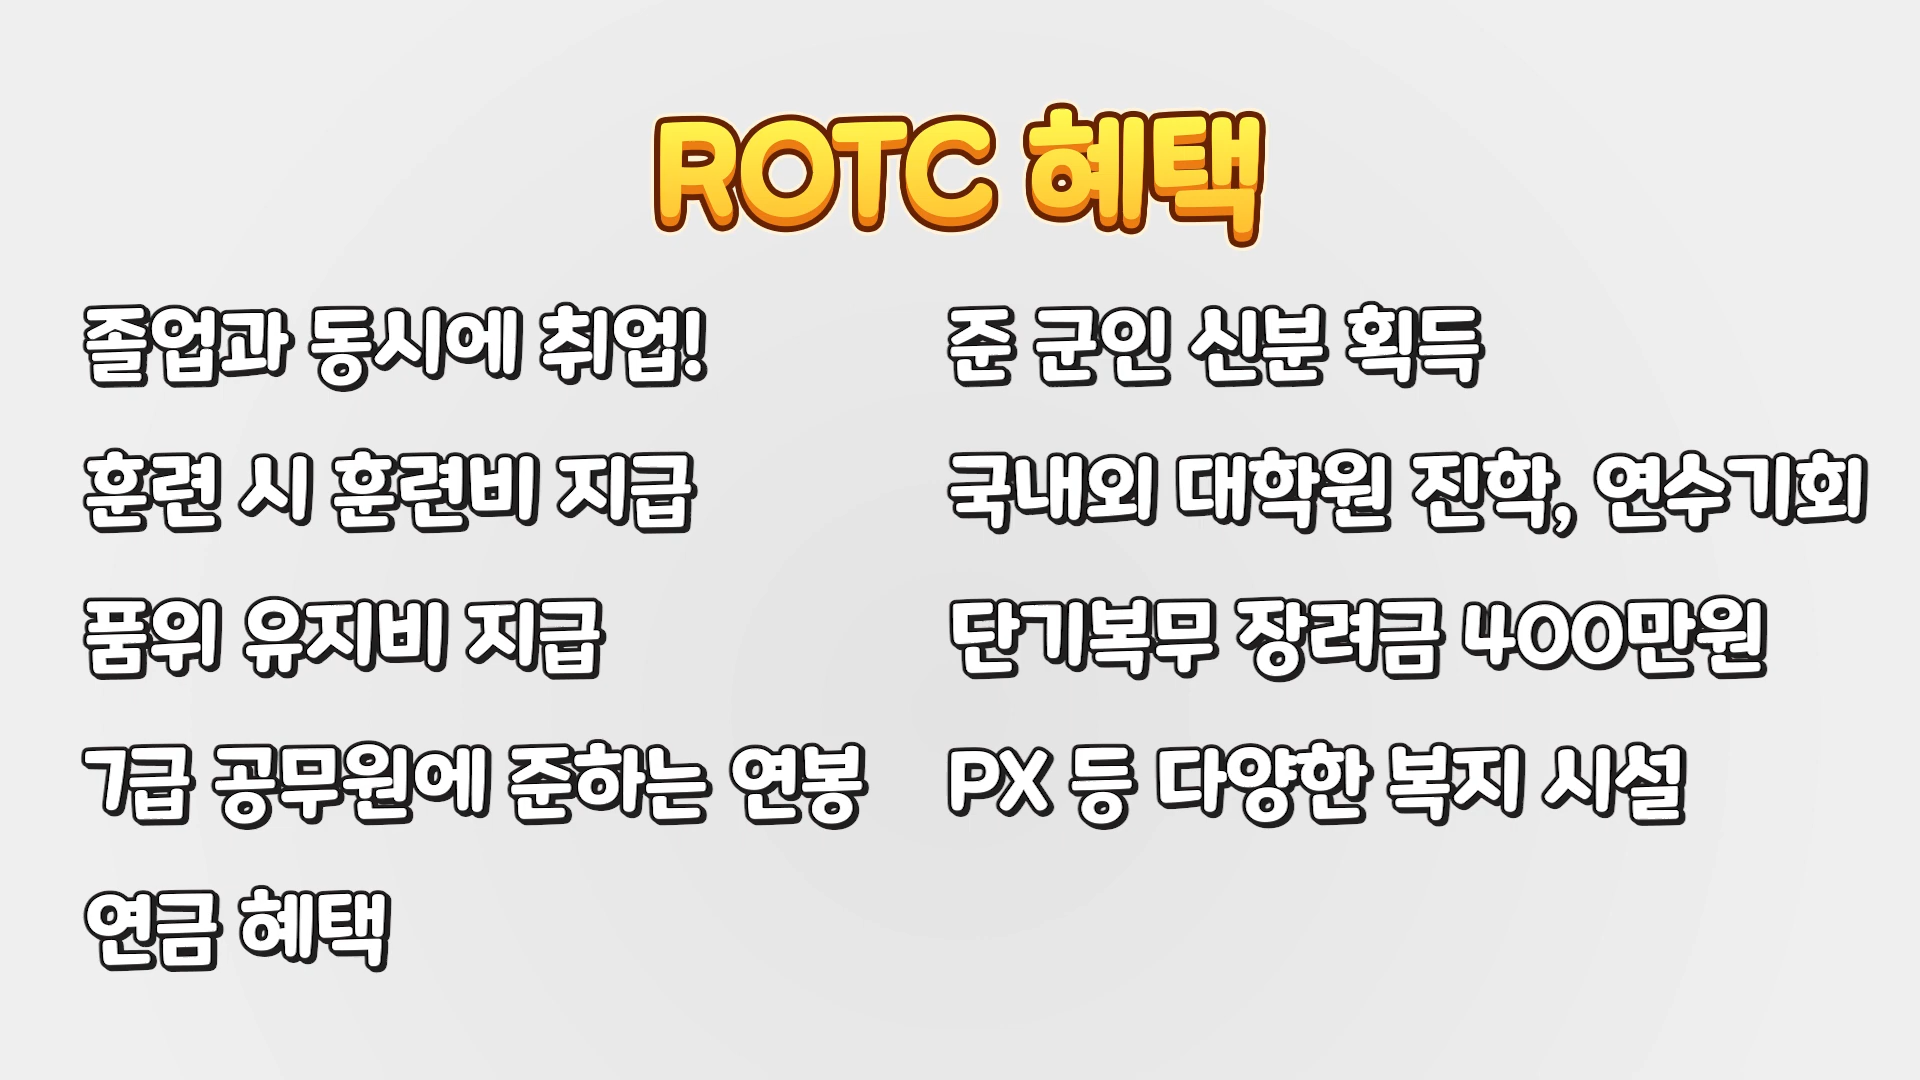 ROTC 혜택
졸업과 동시에 취업!
훈련 시 훈련비 지급
품위 유지비 지급
7급 공무원에 준하는 연봉
연금 혜택
준 군인 신분 획득
국내외 대학원 진학, 연수기회
단기복무 장려금 400만원
PX 등 다양한 복지 시설